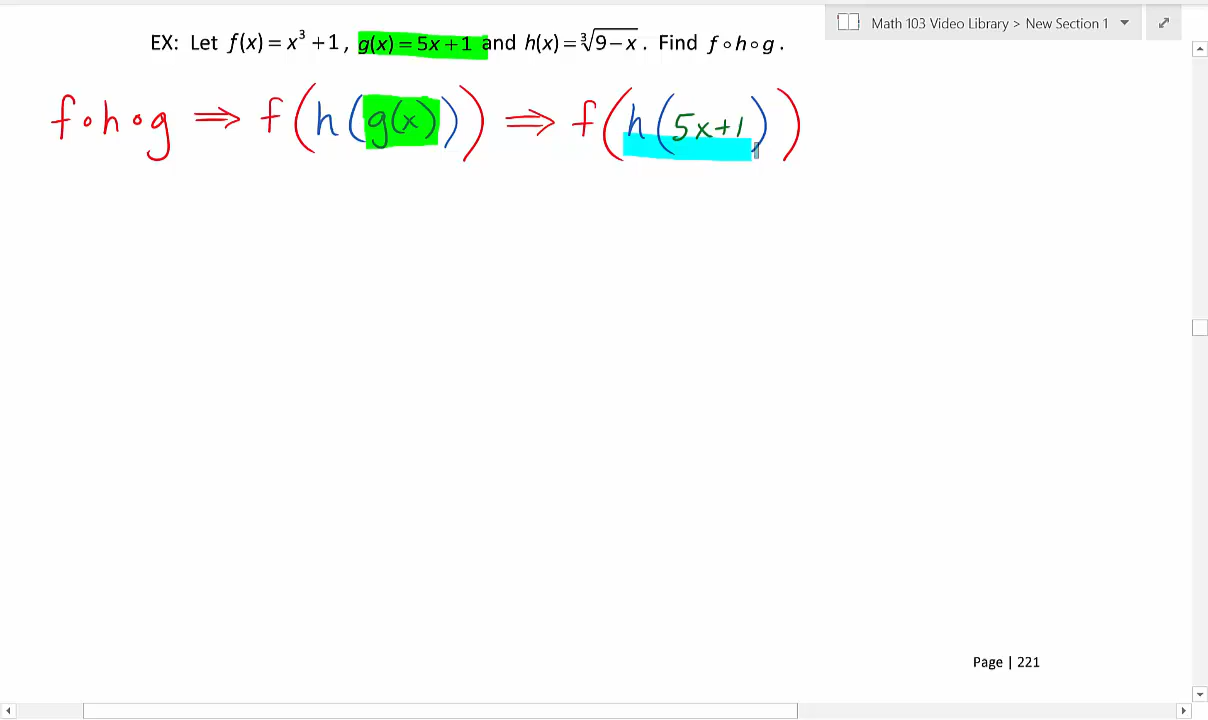 Math 103 Video Library > New Section 1
EX: Let f(x) = x³ + 1, g(x) = 5x + 1 and h(x) = ∛(9 − x). Find f ∘ h ∘ g.
f∘h∘g ⟹ f(h(g(x))) ⟹ f(h(5x+1))
Page | 221